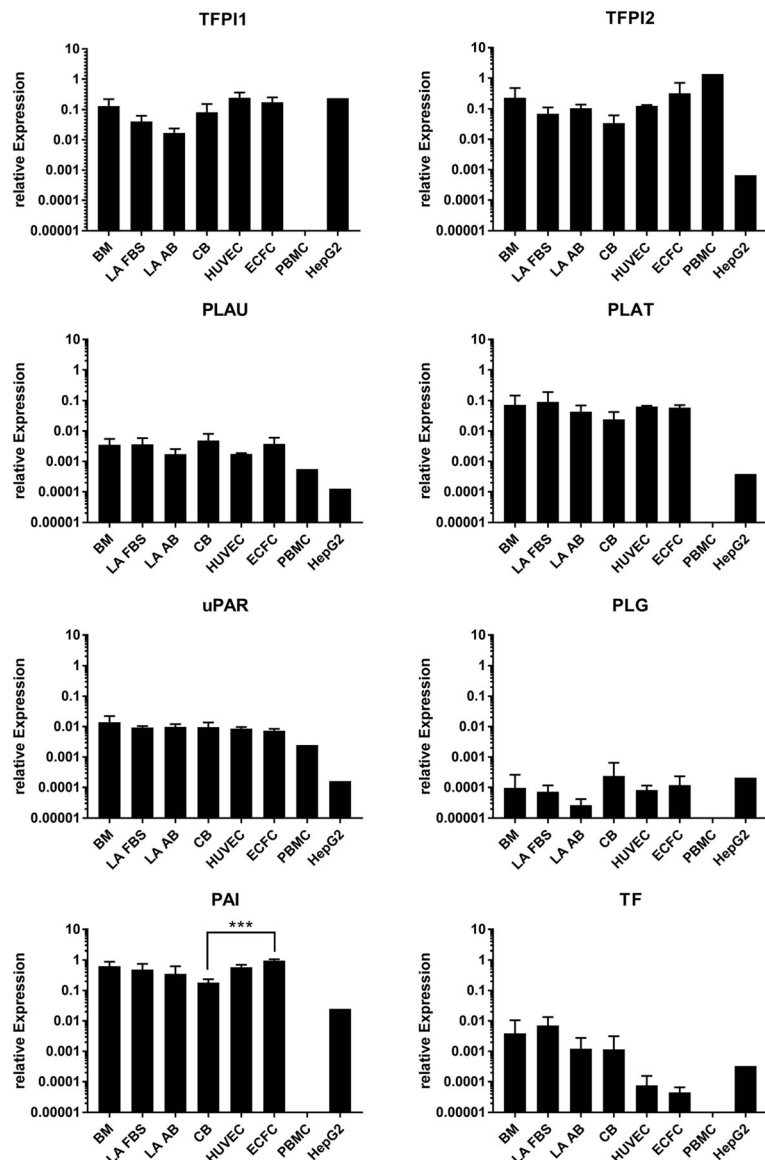 TFPI1
relative Expression
10
1
0.1
0.01
0.001
0.0001
0.00001
BM
LA FBS
LA AB
CB
HUVEC
ECFC
PBMC
HepG2
TFPI2
relative Expression
10
1
0.1
0.01
0.001
0.0001
0.00001
BM
LA FBS
LA AB
CB
HUVEC
ECFC
PBMC
HepG2
PLAU
relative Expression
10
1
0.1
0.01
0.001
0.0001
0.00001
BM
LA FBS
LA AB
CB
HUVEC
ECFC
PBMC
HepG2
PLAT
relative Expression
10
1
0.1
0.01
0.001
0.0001
0.00001
BM
LA FBS
LA AB
CB
HUVEC
ECFC
PBMC
HepG2
uPAR
relative Expression
10
1
0.1
0.01
0.001
0.0001
0.00001
BM
LA FBS
LA AB
CB
HUVEC
ECFC
PBMC
HepG2
PLG
relative Expression
10
1
0.1
0.01
0.001
0.0001
0.00001
BM
LA FBS
LA AB
CB
HUVEC
ECFC
PBMC
HepG2
PAI
relative Expression
10
1
0.1
0.01
0.001
0.0001
0.00001
***
BM
LA FBS
LA AB
CB
HUVEC
ECFC
PBMC
HepG2
TF
relative Expression
10
1
0.1
0.01
0.001
0.0001
0.00001
BM
LA FBS
LA AB
CB
HUVEC
ECFC
PBMC
HepG2